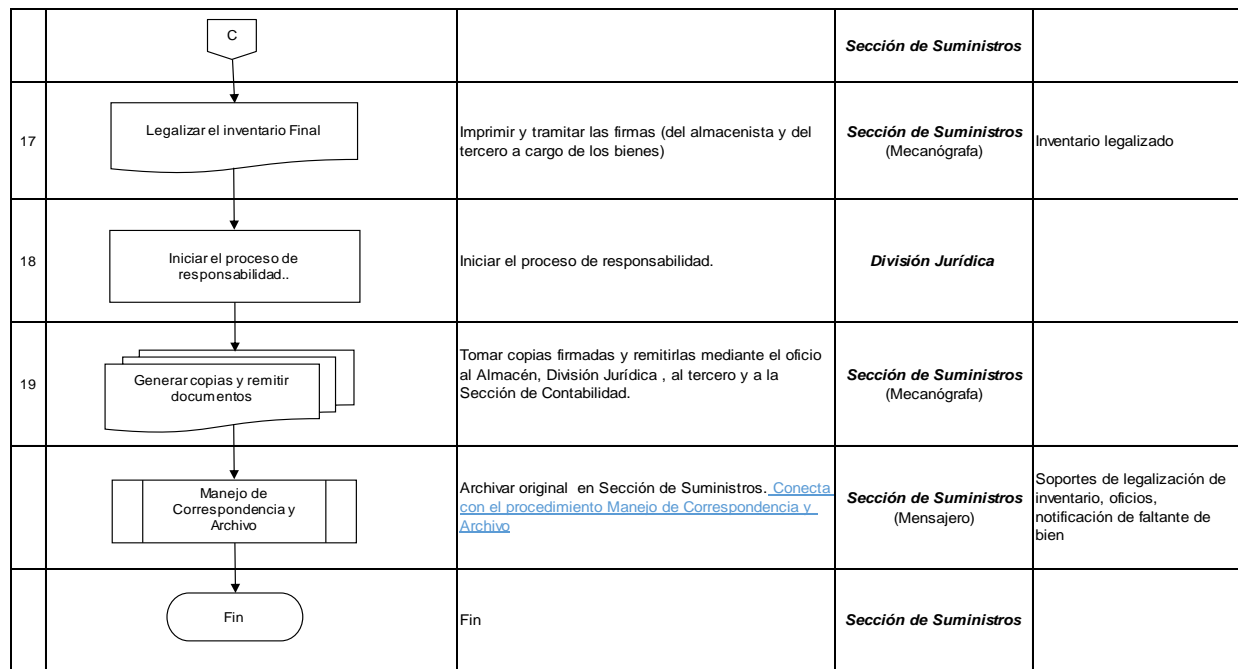 C
Sección de Suministros
17
Legalizar el inventario Final
Imprimir y tramitar las firmas (del almacenista y del
tercero a cargo de los bienes)
Sección de Suministros
(Mecanógrafa)
Inventario legalizado
18
Iniciar el proceso de
responsabilidad..
Iniciar el proceso de responsabilidad.
División Jurídica
19
Generar copias y remitir
documentos
Tomar copias firmadas y remitirlas mediante el oficio
al Almacén, División Jurídica , al tercero y a la
Sección de Contabilidad.
Sección de Suministros
(Mecanógrafa)
Manejo de
Correspondencia y
Archivo
Archivar original en Sección de Suministros. Conecta
con el procedimiento Manejo de Correspondencia y
Archivo
Sección de Suministros
(Mensajero)
Soportes de legalización de
inventario, oficios,
notificación de faltante de
bien
Fin
Fin
Sección de Suministros